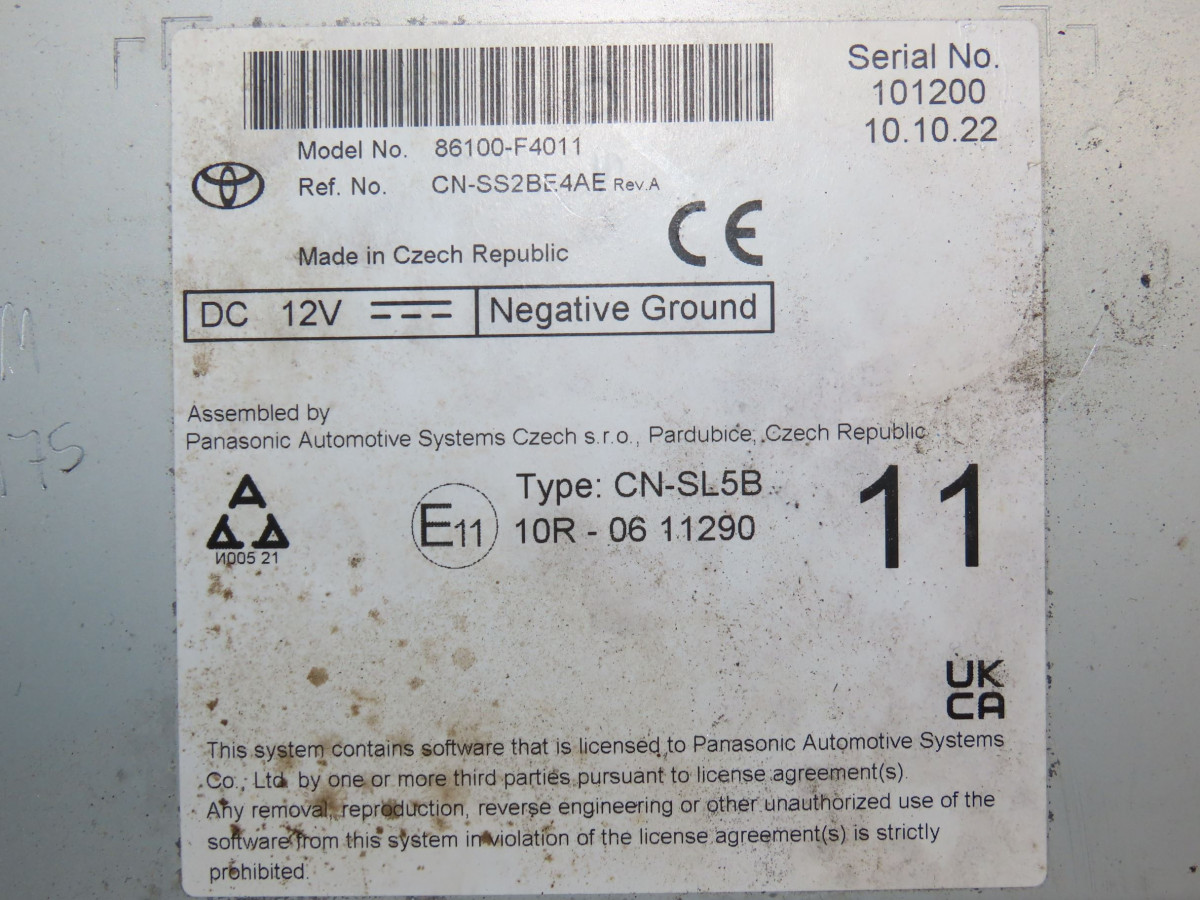 Serial No.
101200
10.10.22
Model No. 86100-F4011
Ref. No. CN-SS2BE4AE Rev.A
CE
Made in Czech Republic
DC 12V Negative Ground
Assembled by
Panasonic Automotive Systems Czech s.r.o., Pardubice, Czech Republic
И005 21
E11
Type: CN-SL5B
10R - 06 11290
11
UK
CA
This system contains software that is licensed to Panasonic Automotive Systems
Co., Ltd. by one or more third parties pursuant to license agreement(s).
Any removal, reproduction, reverse engineering or other unauthorized use of the
software from this system in violation of the license agreement(s) is strictly
prohibited.
175